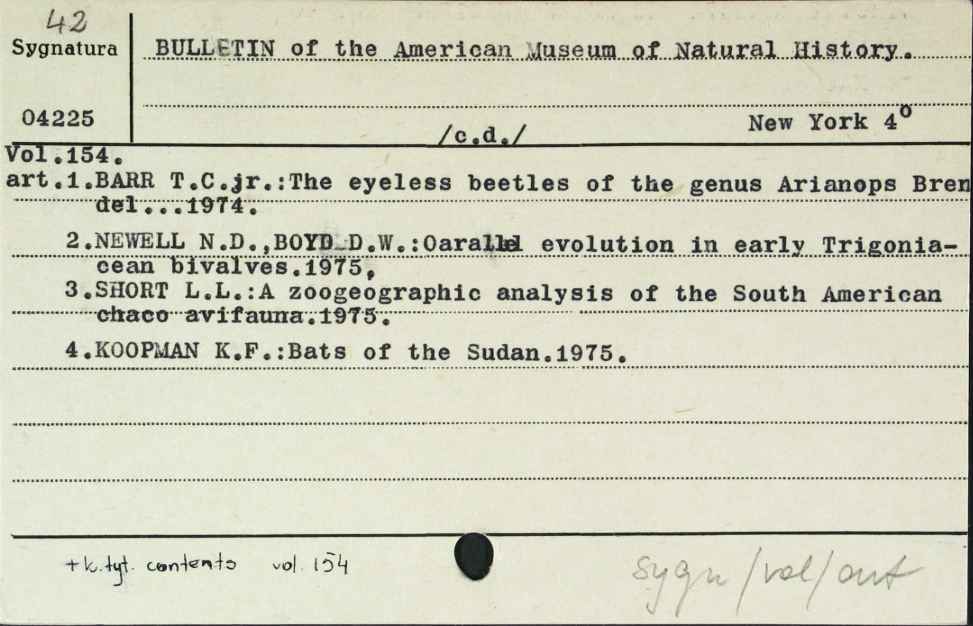 42
Sygnatura
BULLETIN of the American Museum of Natural History.
04225
New York 4º
/c.d./
Vol.154.
art.1.BARR T.C.jr.:The eyeless beetles of the genus Arianops Bren
del...1974.
2.NEWELL N.D.,BOYD D.W.:Oarallel evolution in early Trigonia-
cean bivalves.1975,
3.SHORT L.L.:A zoogeographic analysis of the South American
chaco avifauna.1975.
4.KOOPMAN K.F.:Bats of the Sudan.1975.
+k.tyt. contents vol. 154
sygn/vol/art